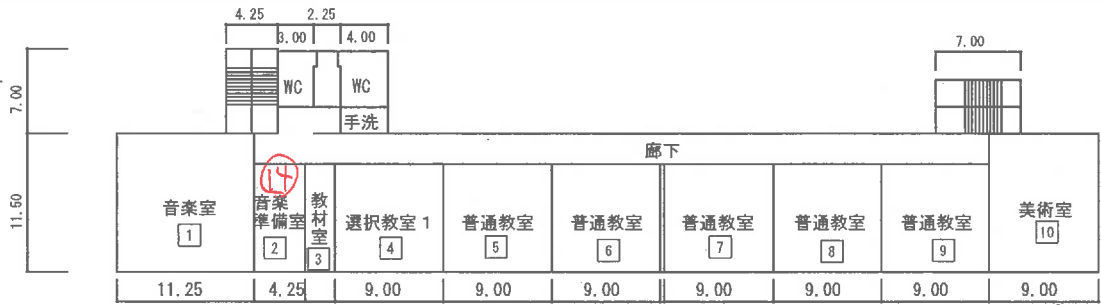 4.25 2.25
3.00 4.00 7.00
7.00
WC WC
手洗
廊下
11.50
14
音楽室 1
音楽準備室 2
教材室 3
選択教室1 4
普通教室 5
普通教室 6
普通教室 7
普通教室 8
普通教室 9
美術室 10
11.25 4.25 9.00 9.00 9.00 9.00 9.00 9.00 9.00